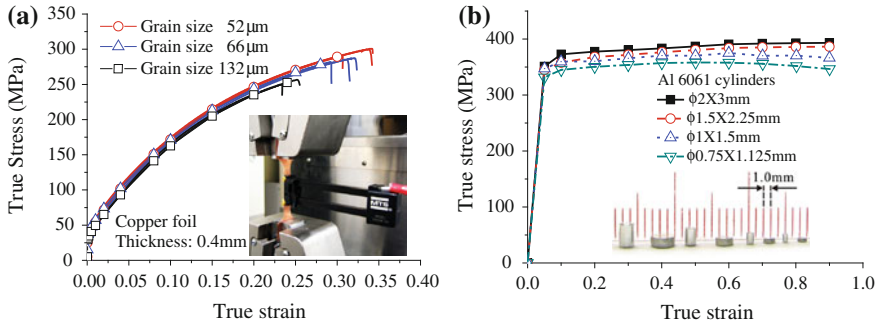 (a)
Grain size 52μm
Grain size 66μm
Grain size 132μm
350
300
250
200
150
100
50
0
True Stress (MPa)
Copper foil
Thickness: 0.4mm
MTS
0.00 0.05 0.10 0.15 0.20 0.25 0.30 0.35 0.40
True strain
(b)
500
400
300
200
100
0
True stress (MPa)
Al 6061 cylinders
ϕ2X3mm
ϕ1.5X2.25mm
ϕ1X1.5mm
ϕ0.75X1.125mm
1.0mm
0.0 0.2 0.4 0.6 0.8 1.0
True strain